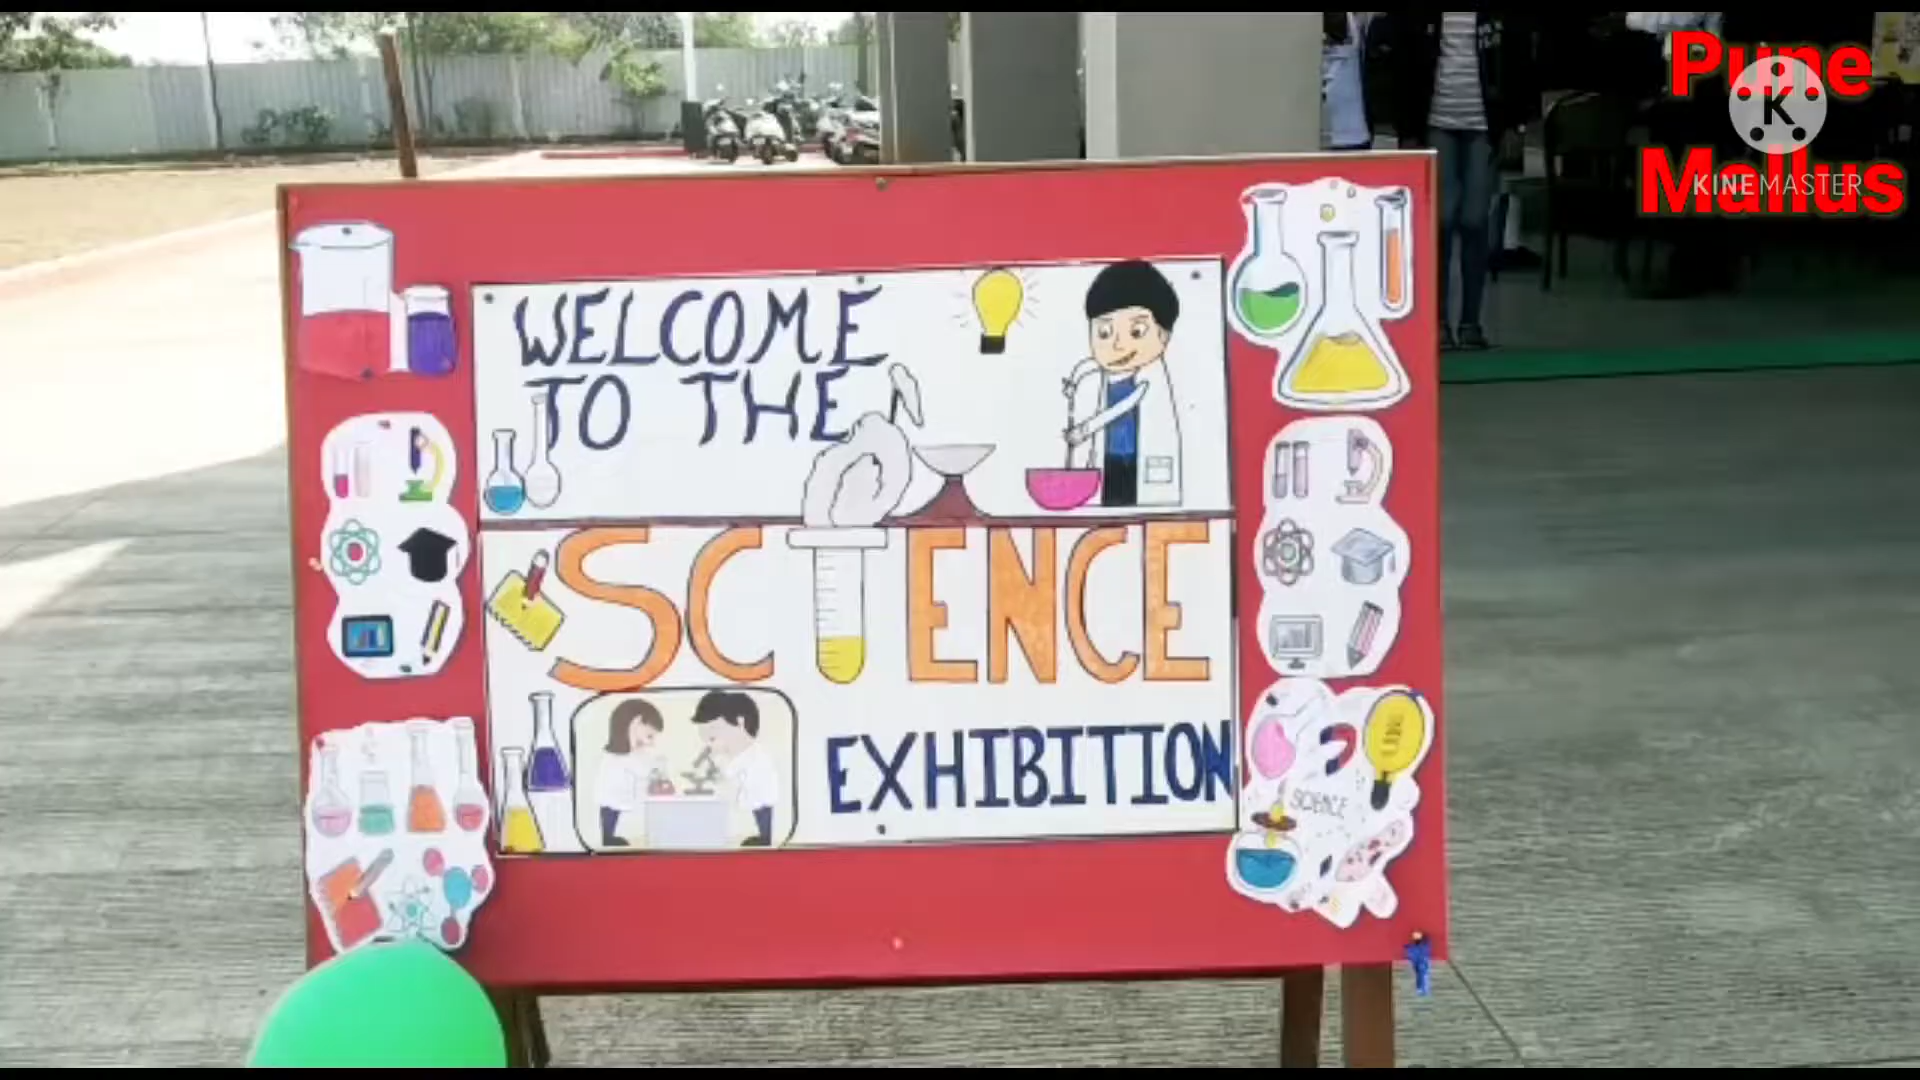 Pune
K
Mallus
KINEMASTER
WELCOME
TO THE
SCIENCE
EXHIBITION
SCIENCE